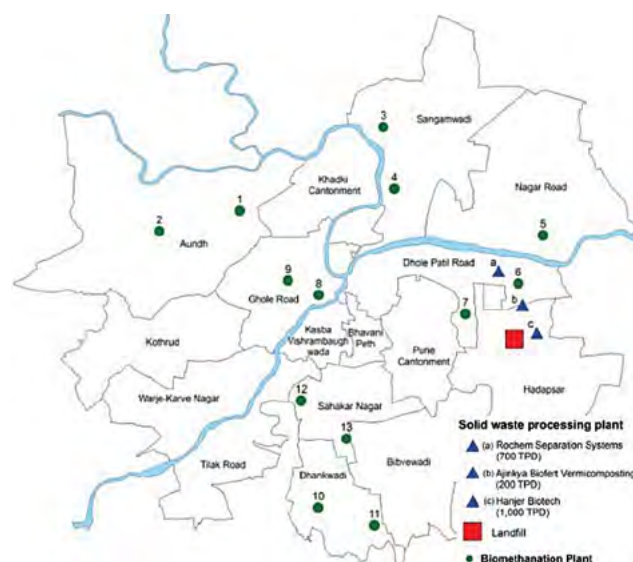 3
Sangamwadi
Khadki
Cantonment
4
Nagar Road
1
2
Aundh
5
Dhole Patil Road
a
6
9
8
Ghole Road
b
7
c
Kasba
Vishrambaugh
wada
Bhavani
Peth
Pune
Cantonment
Kothrud
Hadapsar
Warje-Karve Nagar
12
Sahakar Nagar
13
Tilak Road
Bibvewadi
Dhankwadi
10
11
Solid waste processing plant
(a) Rochem Separation Systems
(700 TPD)
(b) Ajinkya Biofert Vermicomposting
(200 TPD)
(c) Hanjer Biotech
(1,000 TPD)
Landfill
Biomethanation Plant